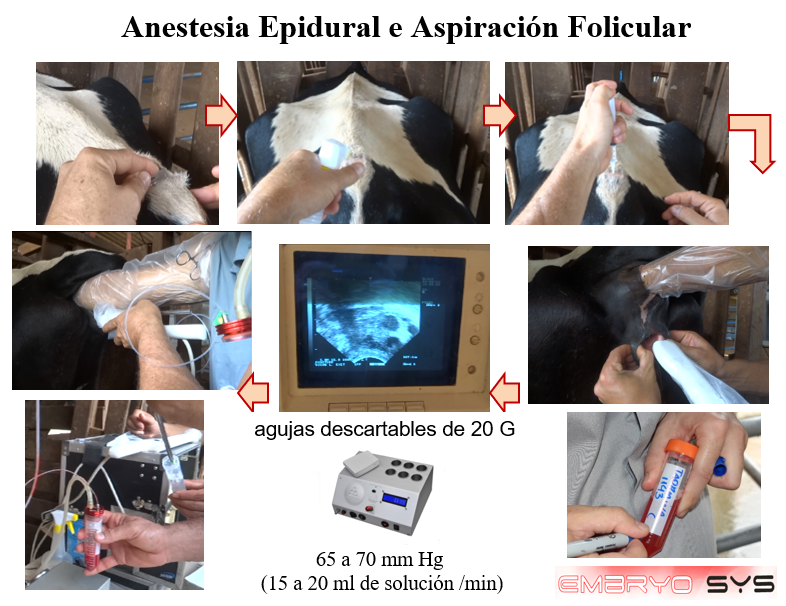 Anestesia Epidural e Aspiración Folicular
agujas descartables de 20 G
65 a 70 mm Hg
(15 a 20 ml de solución /min)
EMBRYO SYS